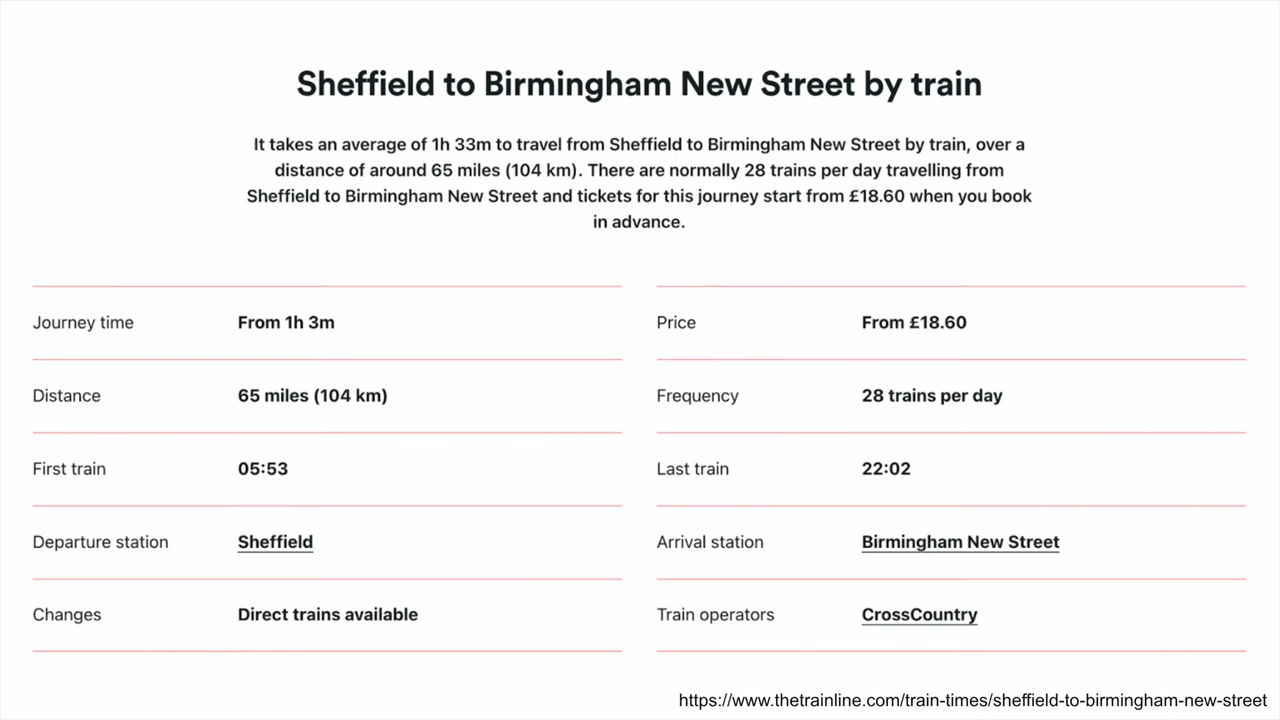 Sheffield to Birmingham New Street by train
It takes an average of 1h 33m to travel from Sheffield to Birmingham New Street by train, over a
distance of around 65 miles (104 km). There are normally 28 trains per day travelling from
Sheffield to Birmingham New Street and tickets for this journey start from £18.60 when you book
in advance.
Journey time From 1h 3m
Price From £18.60
Distance 65 miles (104 km)
Frequency 28 trains per day
First train 05:53
Last train 22:02
Departure station Sheffield
Arrival station Birmingham New Street
Changes Direct trains available
Train operators CrossCountry
https://www.thetrainline.com/train-times/sheffield-to-birmingham-new-street